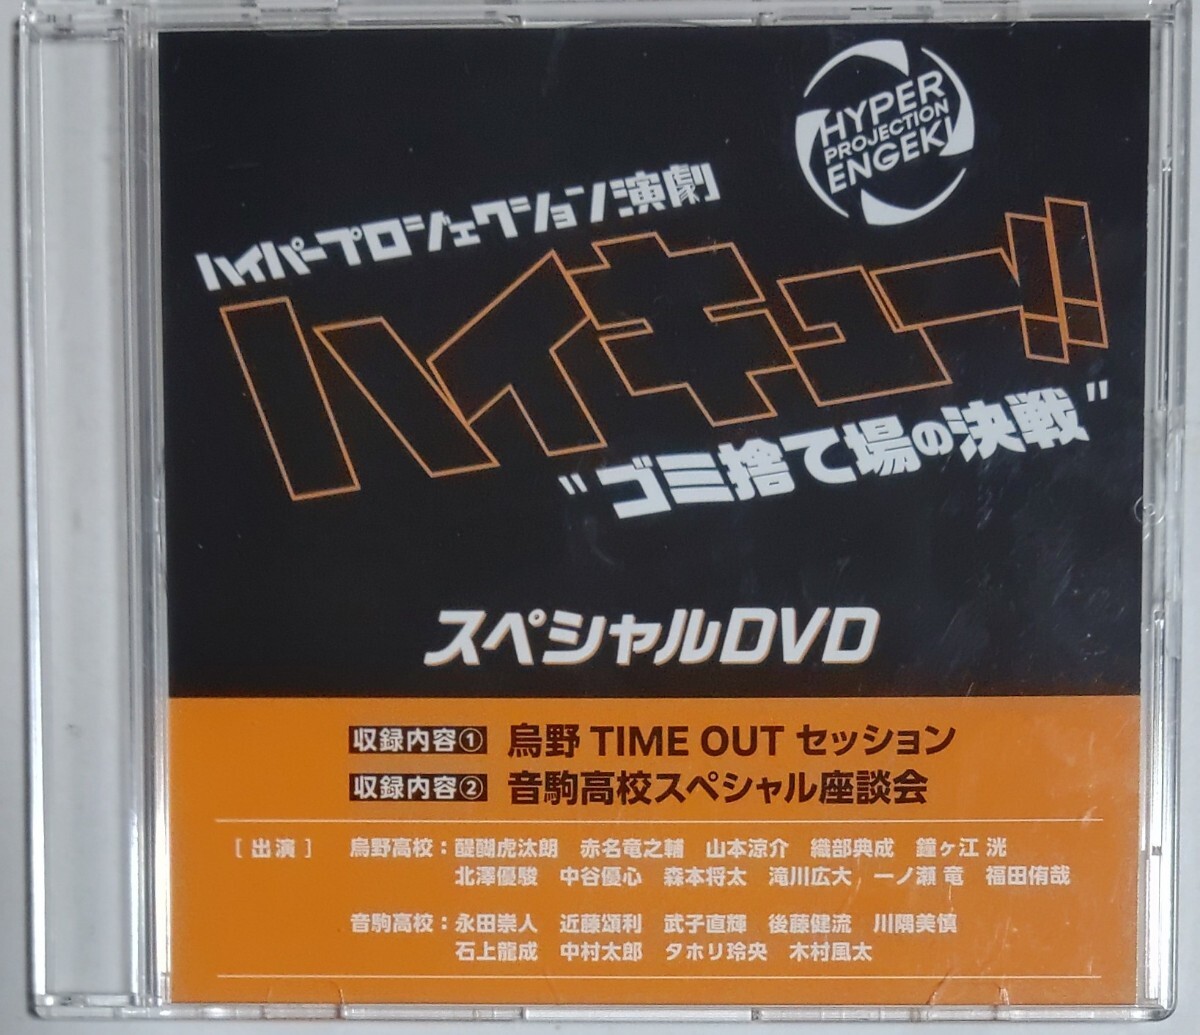 HYPER
PROJECTION
ENGEKI
ハイパープロジェクション演劇
ハイキュー!!
"ゴミ捨て場の決戦"
スペシャルDVD
収録内容① 烏野 TIME OUT セッション
収録内容② 音駒高校スペシャル座談会
[出演] 烏野高校:醍醐虎汰朗 赤名竜之輔 山本涼介 織部典成 鐘ヶ江 洸
北澤優駿 中谷優心 森本将太 滝川広大 一ノ瀬 竜 福田侑哉
音駒高校:永田崇人 近藤頌利 武子直輝 後藤健流 川隅美慎
石上龍成 中村太郎 タホリ玲央 木村風太